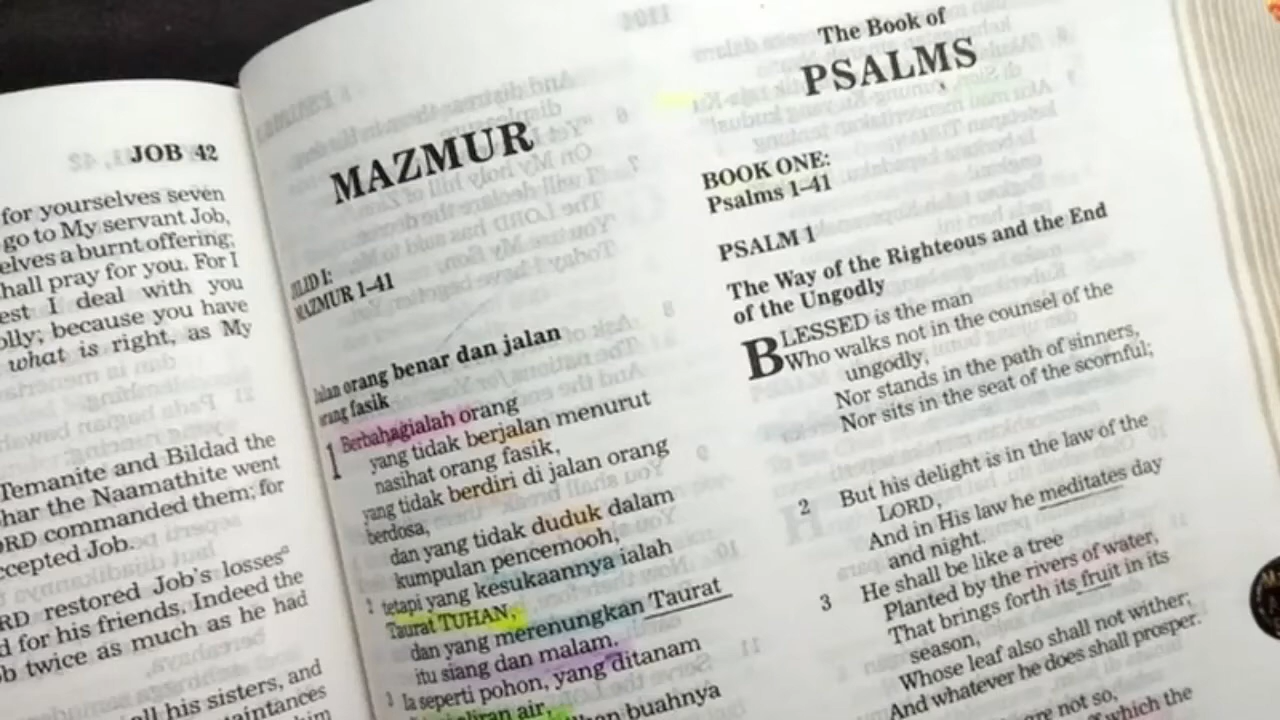 JOB 42
for yourselves seven
go to My servant Job,
elves a burnt offering;
hall pray for you. For I
est I deal with you
olly; because you have
what is right, as My
Temanite and Bildad the
har the Naamathite went
ORD commanded them; for
ccepted Job.
RD restored Job's losses
d for his friends. Indeed the
ob twice as much as he had
all his sisters, and
aintances
him
MAZMUR
JILID I:
MAZMUR 1–41
Jalan orang benar dan jalan
orang fasik
1 Berbahagialah orang
yang tidak berjalan menurut
nasihat orang fasik,
yang tidak berdiri di jalan orang
berdosa,
dan yang tidak duduk dalam
kumpulan pencemooh,
2 tetapi yang kesukaannya ialah
Taurat TUHAN,
dan yang merenungkan Taurat
itu siang dan malam.
3 Ia seperti pohon, yang ditanam
aliran air,
buahnya
The Book of
PSALMS
BOOK ONE:
Psalms 1–41
PSALM 1
The Way of the Righteous and the End
of the Ungodly
BLESSED is the man
Who walks not in the counsel of the
ungodly,
Nor stands in the path of sinners,
Nor sits in the seat of the scornful;
2 But his delight is in the law of the
LORD,
And in His law he meditates day
and night.
3 He shall be like a tree
Planted by the rivers of water,
That brings forth its fruit in its
season,
Whose leaf also shall not wither;
And whatever he does shall prosper.
are not so,
which the